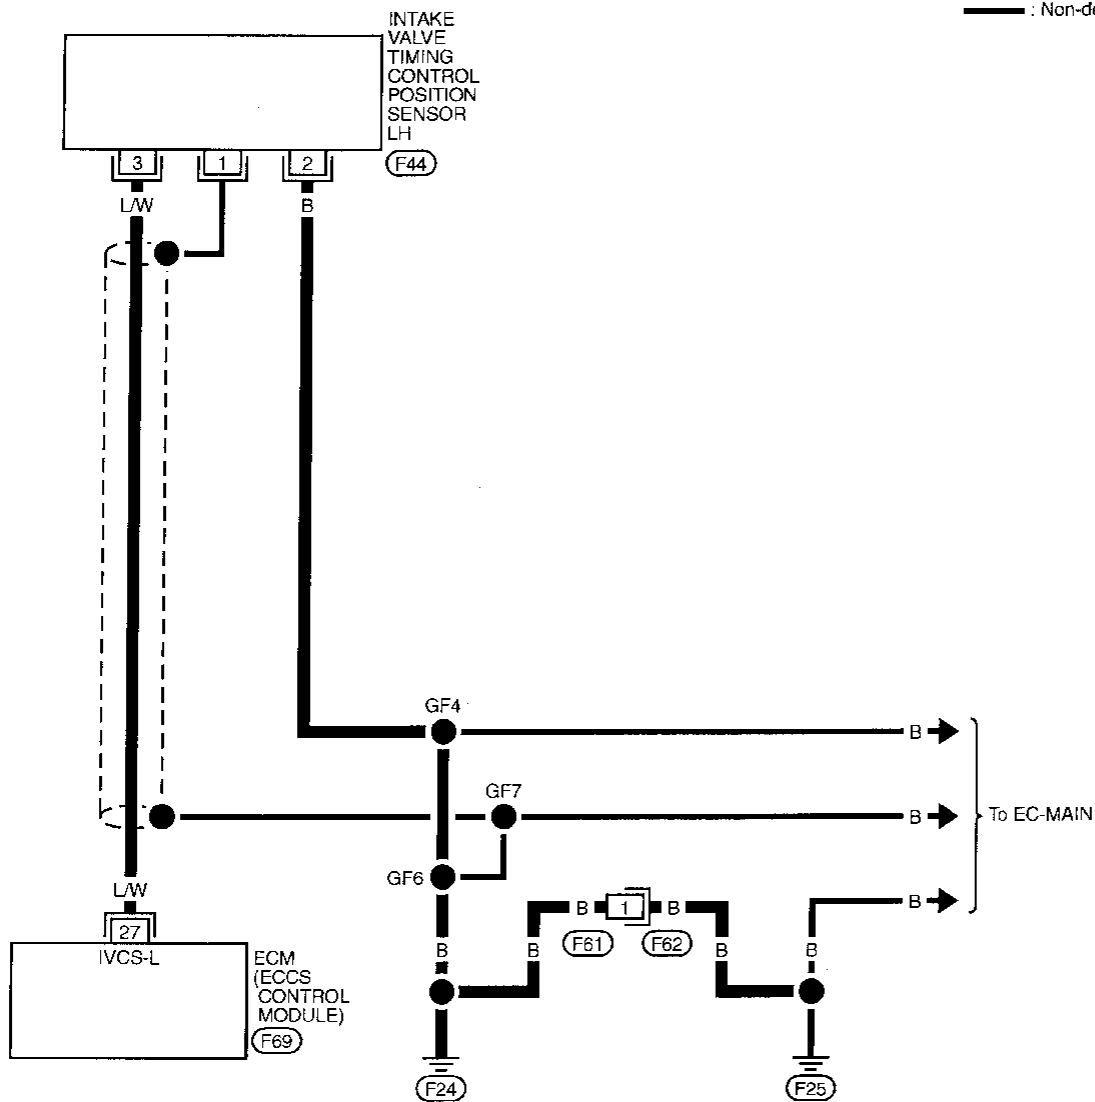 : Non-de
INTAKE
VALVE
TIMING
CONTROL
POSITION
SENSOR
LH
F44
3 1 2
L/W B
GF4
B
GF7
B
To EC-MAIN
GF6
L/W
B 1 B
B
F61 F62
27
IVCS-L
B B B B
ECM
(ECCS
CONTROL
MODULE)
F69
F24 F25